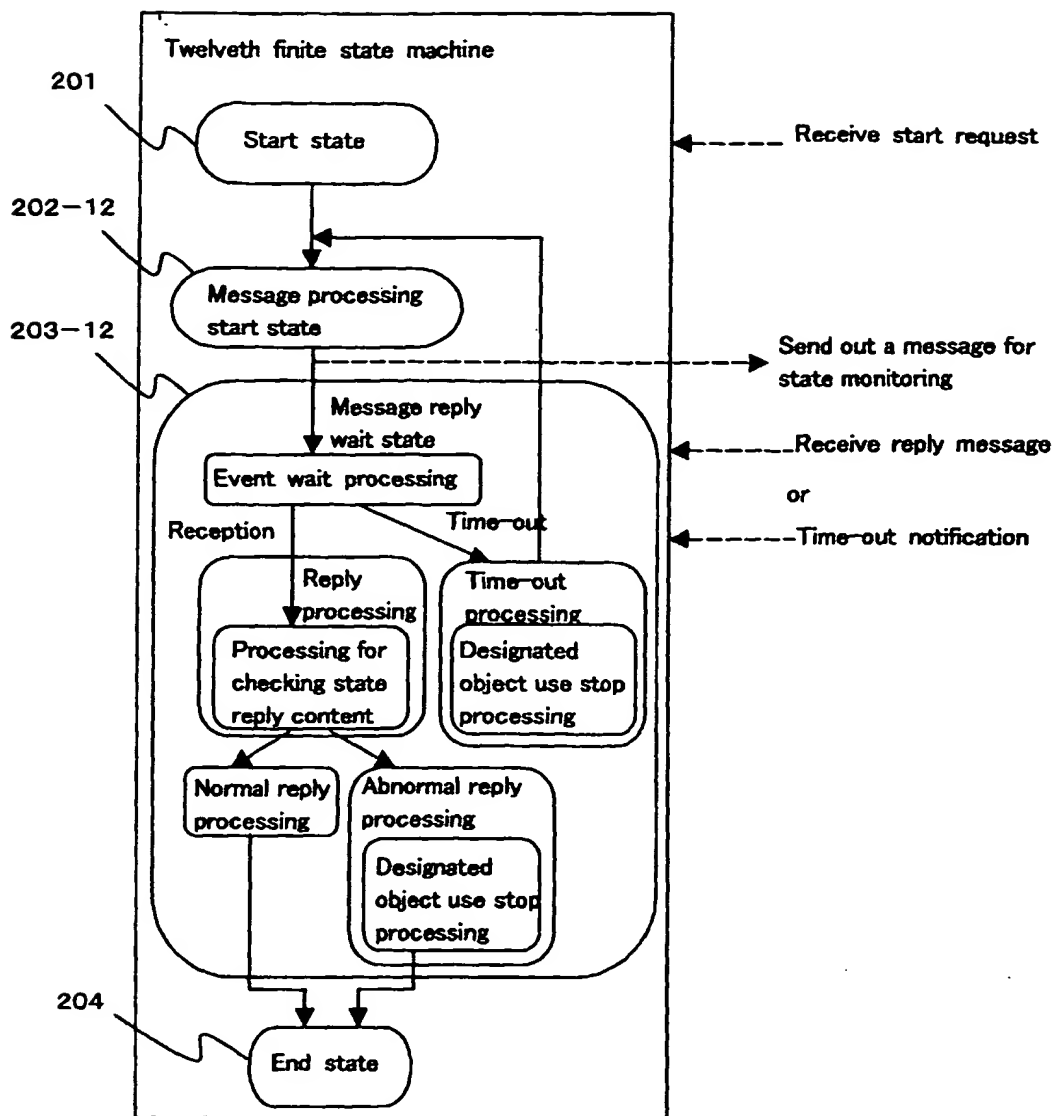 Twelveth finite state machine
201
Start state
Receive start request
202-12
Message processing
start state
203-12
Send out a message for
state monitoring
Message reply
wait state
Receive reply message
Event wait processing
or
Reception
Time-out
Time-out notification
Reply
processing
Time-out
processing
Processing for
checking state
reply content
Designated
object use stop
processing
Normal reply
processing
Abnormal reply
processing
Designated
object use stop
processing
204
End state